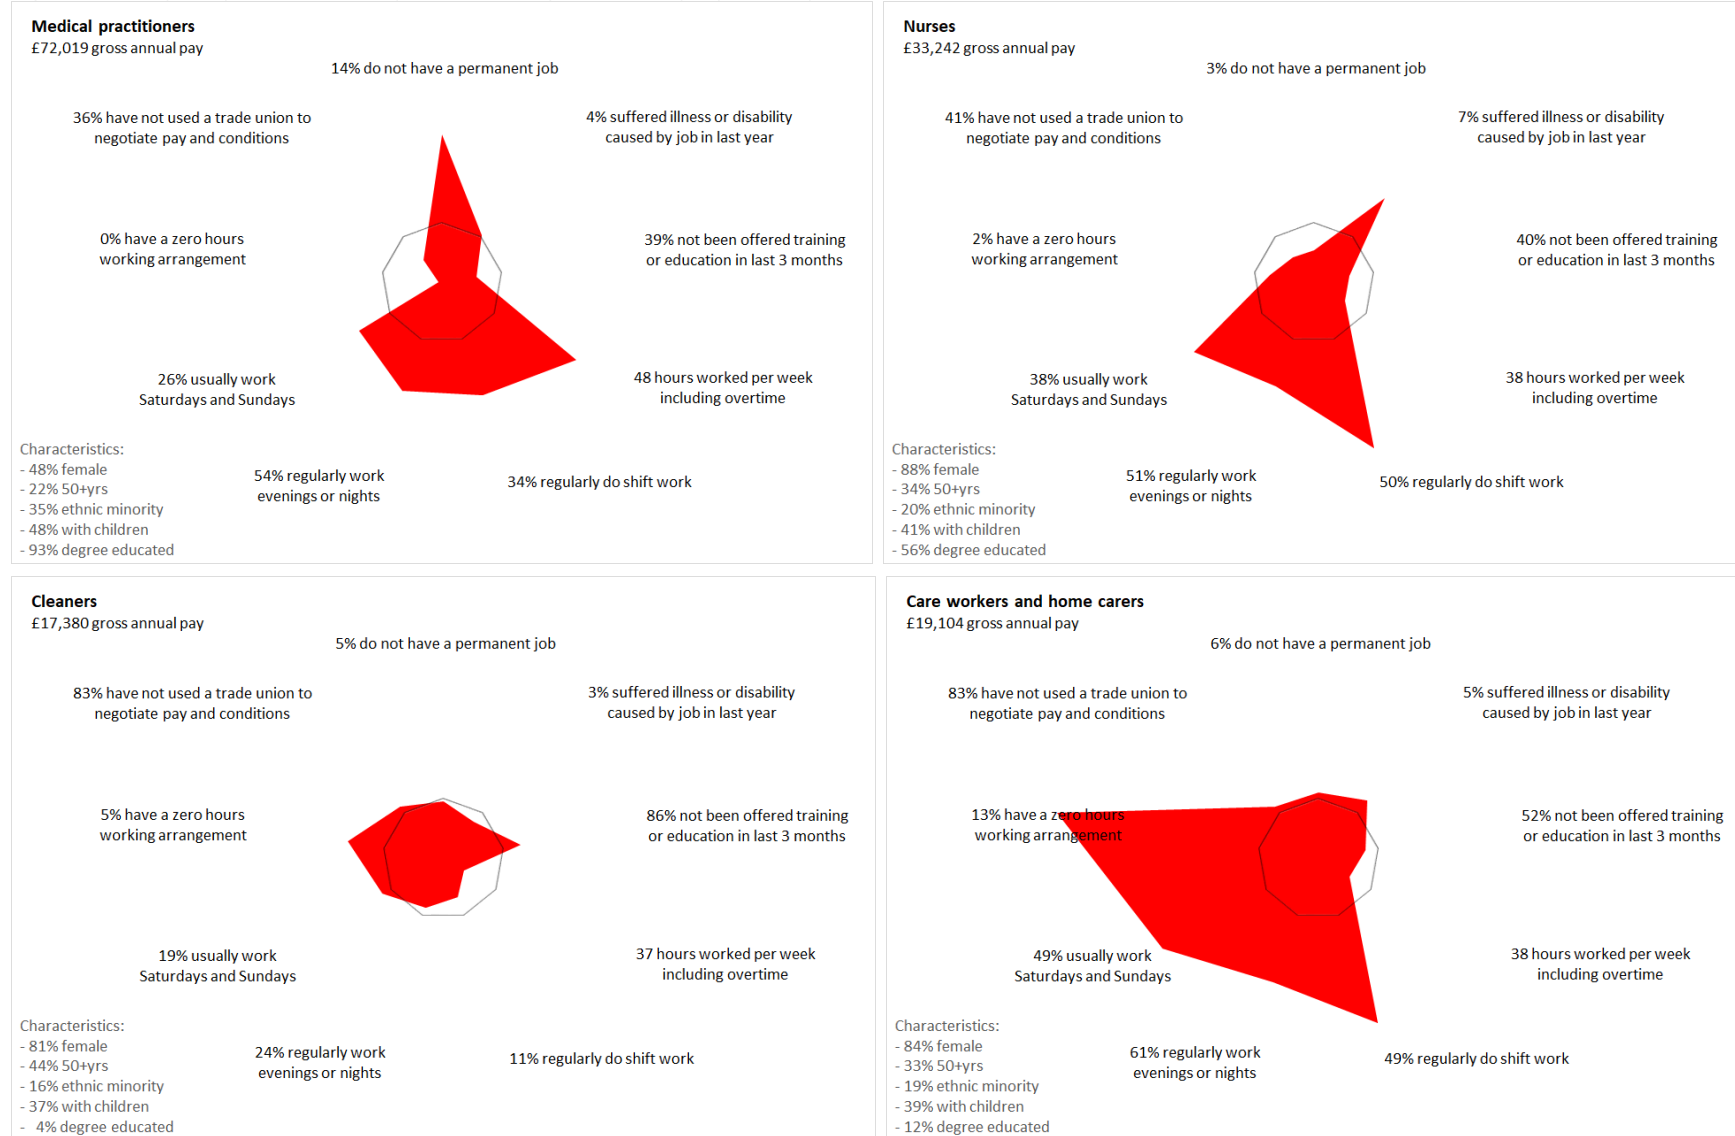 Medical practitioners
£72,019 gross annual pay
14% do not have a permanent job
36% have not used a trade union to
negotiate pay and conditions
4% suffered illness or disability
caused by job in last year
0% have a zero hours
working arrangement
39% not been offered training
or education in last 3 months
26% usually work
Saturdays and Sundays
48 hours worked per week
including overtime
Characteristics:
- 48% female
- 22% 50+yrs
- 35% ethnic minority
- 48% with children
- 93% degree educated
54% regularly work
evenings or nights
34% regularly do shift work
Nurses
£33,242 gross annual pay
3% do not have a permanent job
41% have not used a trade union to
negotiate pay and conditions
7% suffered illness or disability
caused by job in last year
2% have a zero hours
working arrangement
40% not been offered training
or education in last 3 months
38% usually work
Saturdays and Sundays
38 hours worked per week
including overtime
Characteristics:
- 88% female
- 34% 50+yrs
- 20% ethnic minority
- 41% with children
- 56% degree educated
51% regularly work
evenings or nights
50% regularly do shift work
Cleaners
£17,380 gross annual pay
5% do not have a permanent job
83% have not used a trade union to
negotiate pay and conditions
3% suffered illness or disability
caused by job in last year
5% have a zero hours
working arrangement
86% not been offered training
or education in last 3 months
19% usually work
Saturdays and Sundays
37 hours worked per week
including overtime
Characteristics:
- 81% female
- 44% 50+yrs
- 16% ethnic minority
- 37% with children
- 4% degree educated
24% regularly work
evenings or nights
11% regularly do shift work
Care workers and home carers
£19,104 gross annual pay
6% do not have a permanent job
83% have not used a trade union to
negotiate pay and conditions
5% suffered illness or disability
caused by job in last year
13% have a zero hours
working arrangement
52% not been offered training
or education in last 3 months
49% usually work
Saturdays and Sundays
38 hours worked per week
including overtime
Characteristics:
- 84% female
- 33% 50+yrs
- 19% ethnic minority
- 39% with children
- 12% degree educated
61% regularly work
evenings or nights
49% regularly do shift work